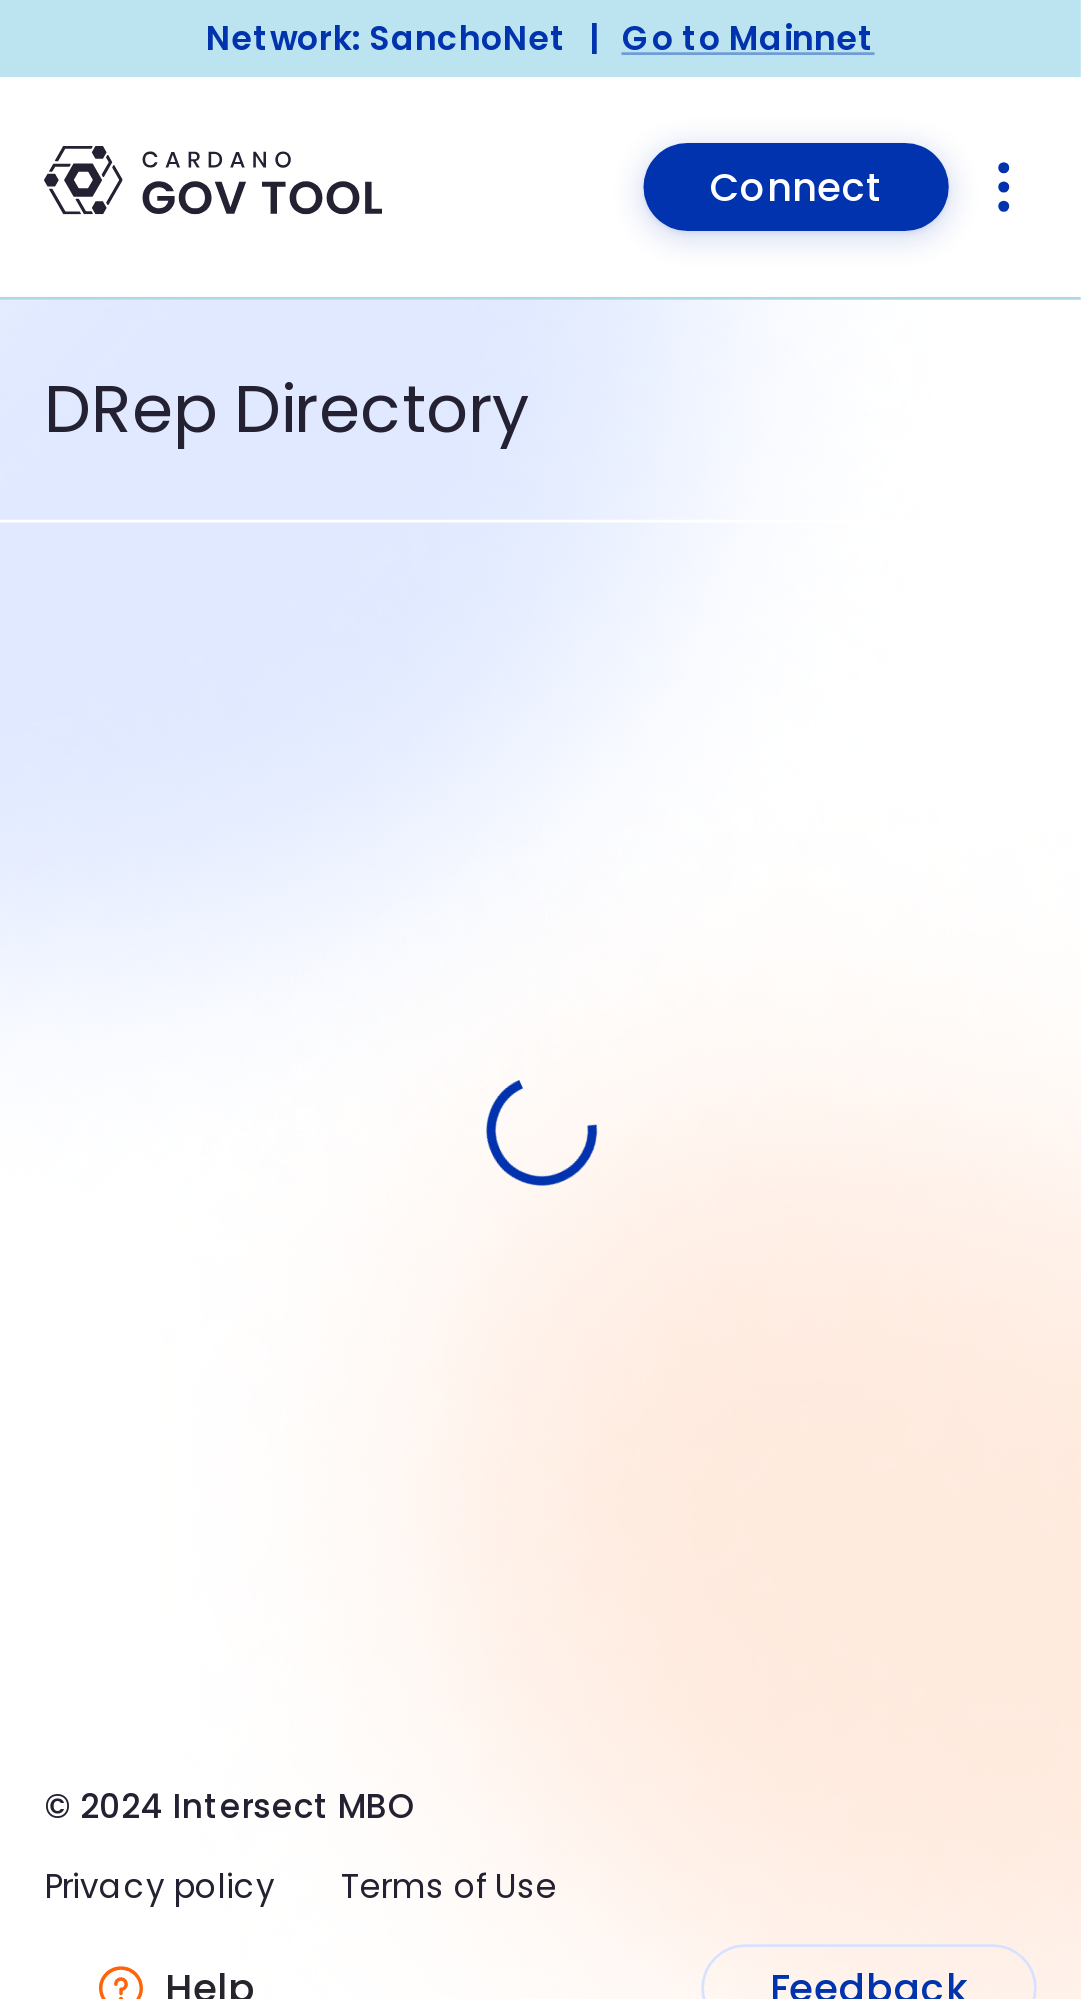 Network: SanchoNet | Go to Mainnet
CARDANO
GOV TOOL
Connect
DRep Directory
© 2024 Intersect MBO
Privacy policy Terms of Use
Help Feedback